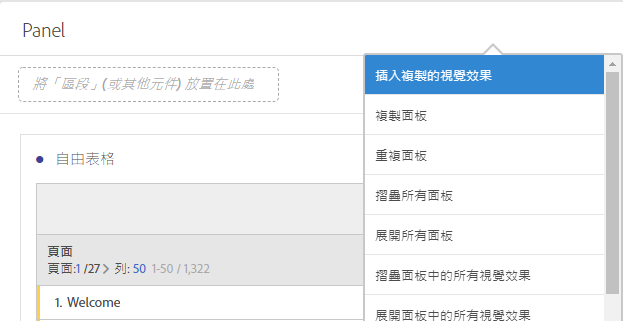 Panel
將「區段」(或其他元件) 放置在此處
自由表格
頁面
頁面:1 /27 > 列: 50 1-50 / 1,322
1. Welcome
插入複製的視覺效果
複製面板
重複面板
摺疊所有面板
展開所有面板
摺疊面板中的所有視覺效果
展開面板中的所有視覺效果